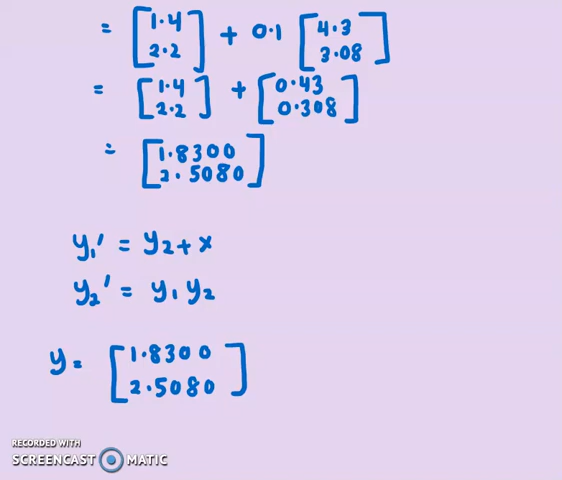 = [1.4 2.2] + 0.1 [4.3 3.08]
= [1.4 2.2] + [0.43 0.308]
= [1.8300 2.5080]
y₁' = y₂ + x
y₂' = y₁ y₂
y = [1.8300 2.5080]
RECORDED WITH
SCREENCAST MATIC